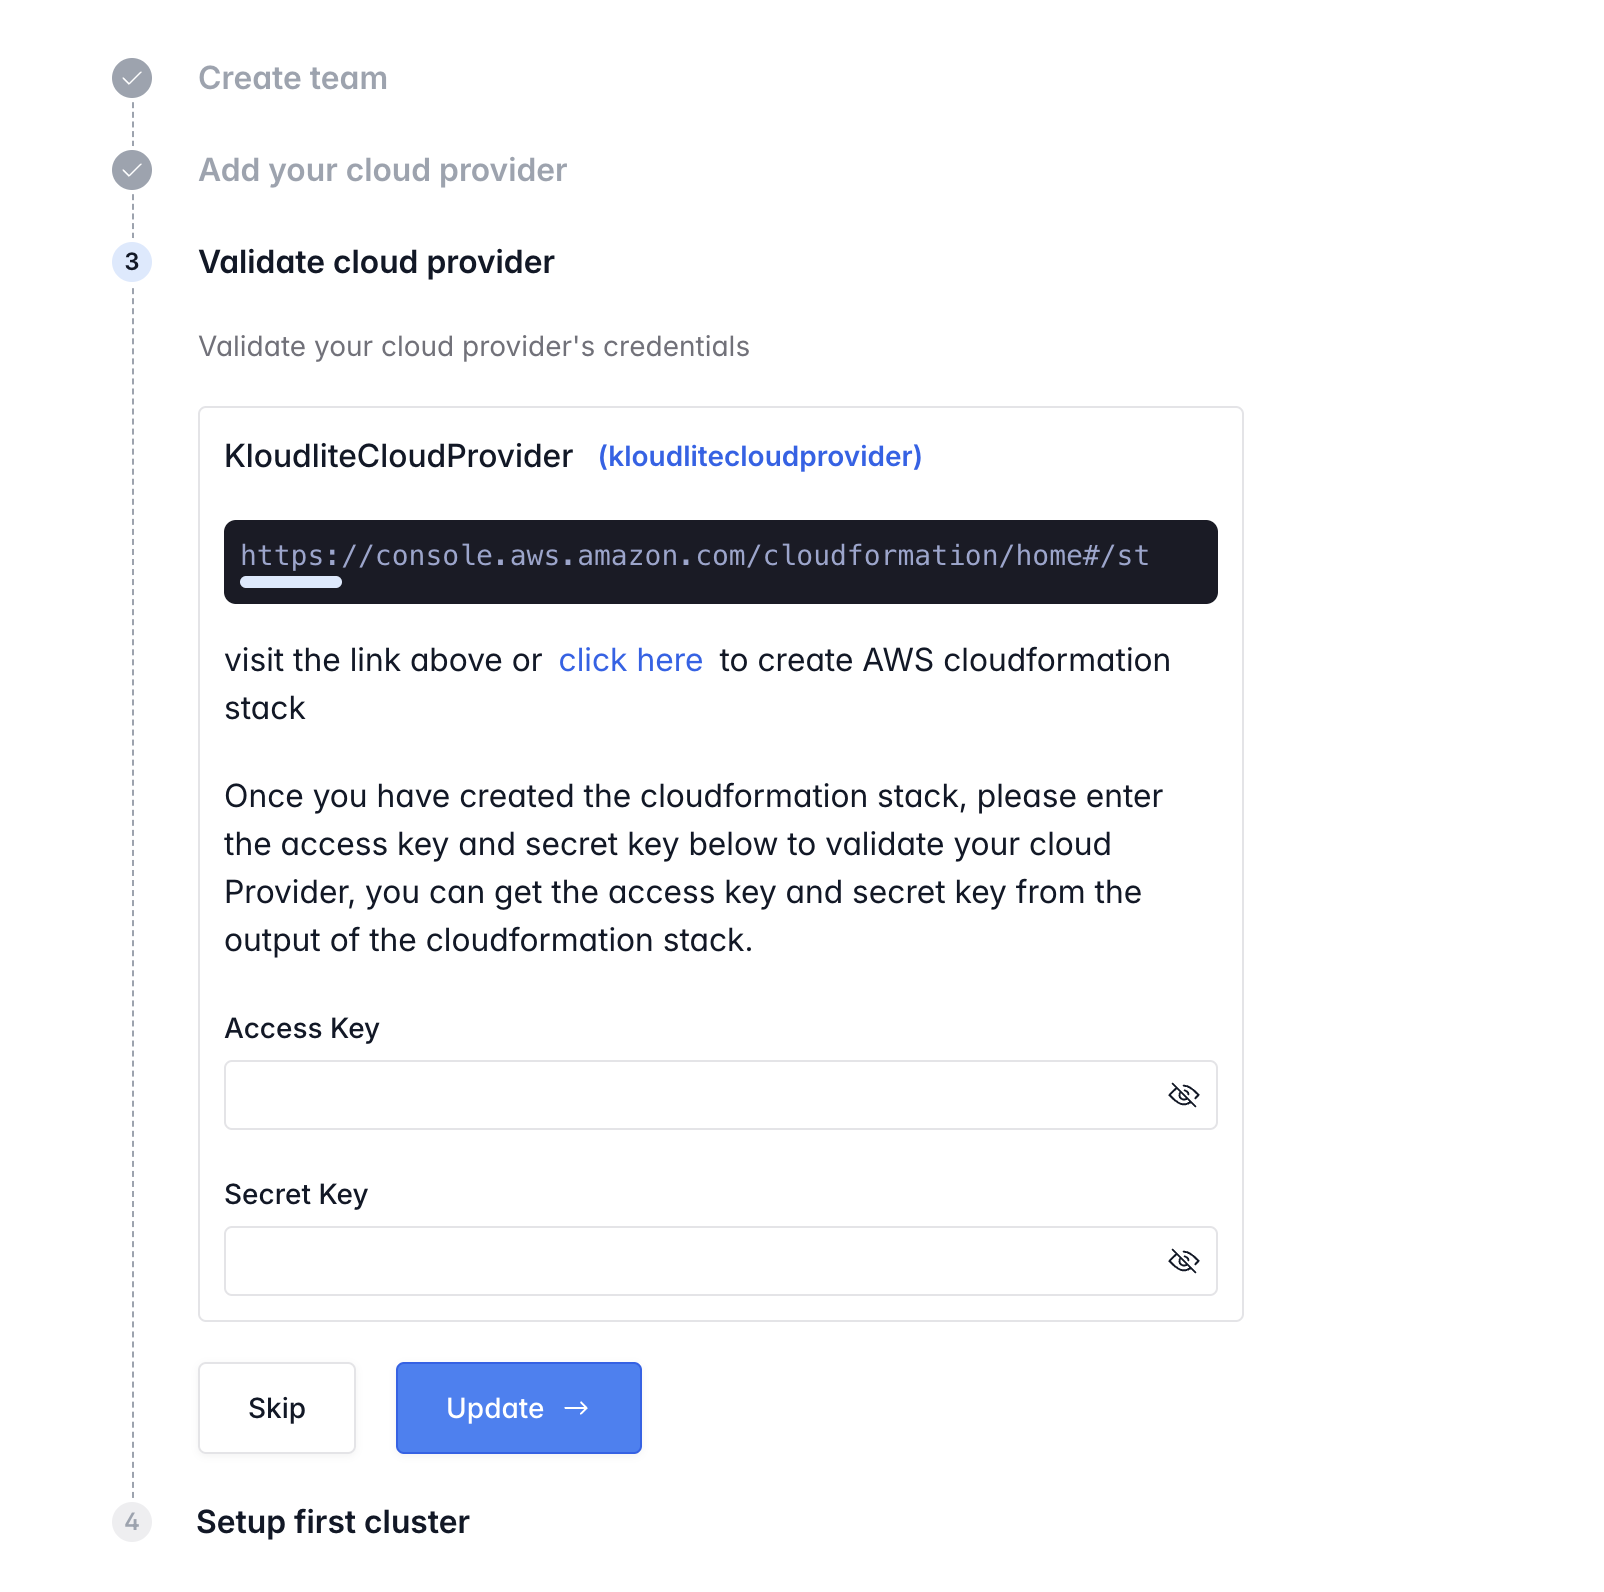 Create team
Add your cloud provider
3 Validate cloud provider
Validate your cloud provider's credentials
KloudliteCloudProvider (kloudlitecloudprovider)
https://console.aws.amazon.com/cloudformation/home#/st
visit the link above or click here to create AWS cloudformation
stack
Once you have created the cloudformation stack, please enter
the access key and secret key below to validate your cloud
Provider, you can get the access key and secret key from the
output of the cloudformation stack.
Access Key
Secret Key
Skip Update →
4 Setup first cluster